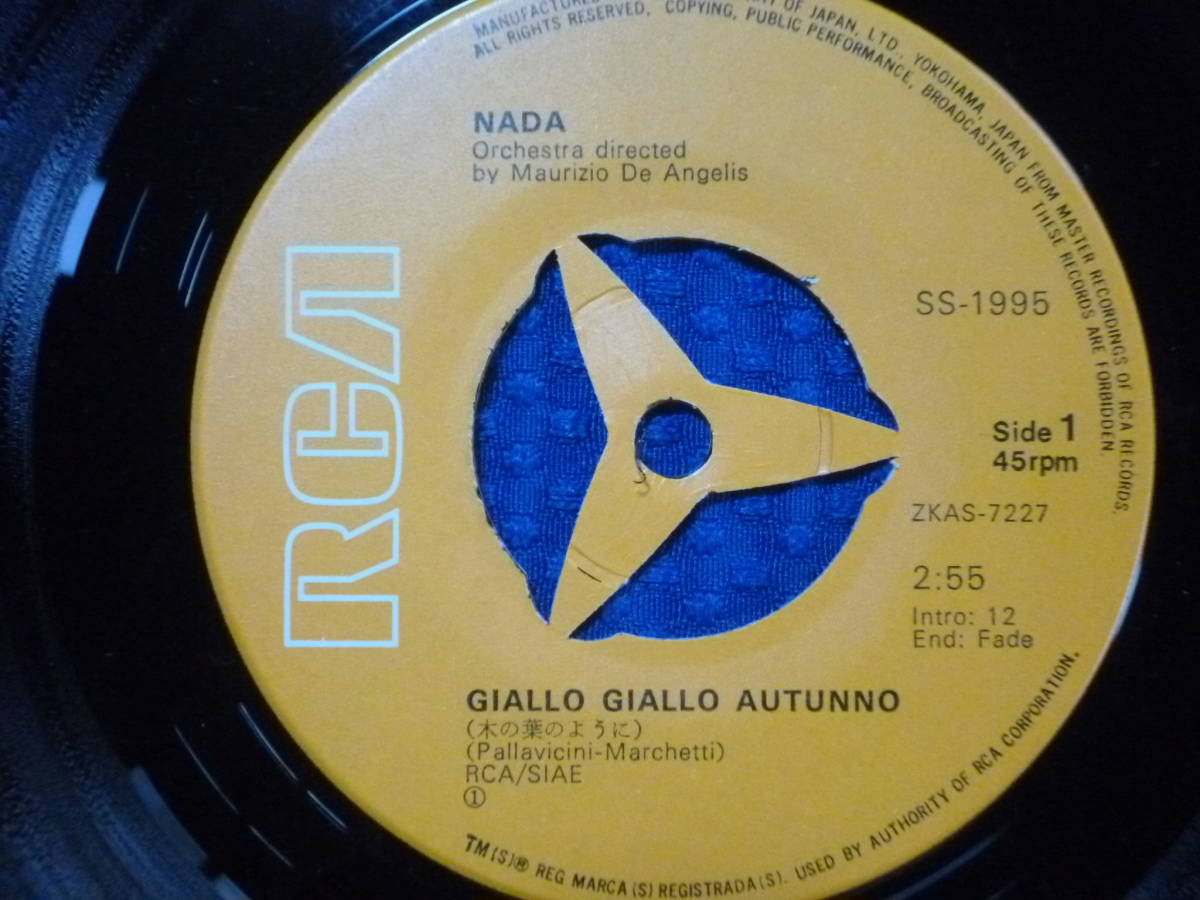 MANUFACTURED
OF JAPAN, LTD., YOKOHAMA, JAPAN FROM MASTER RECORDINGS OF RCA RECORDS.
ALL RIGHTS RESERVED. COPYING, PUBLIC PERFORMANCE, BROADCASTING OF THESE RECORDS ARE FORBIDDEN.
NADA
Orchestra directed
by Maurizio De Angelis
RCA
SS-1995
Side 1
45rpm
ZKAS-7227
2:55
Intro: 12
End: Fade
GIALLO GIALLO AUTUNNO
(木の葉のように)
(Pallavicini-Marchetti)
RCA/SIAE
①
TM(S)® REG MARCA(S) REGISTRADA(S). USED BY AUTHORITY OF RCA CORPORATION.